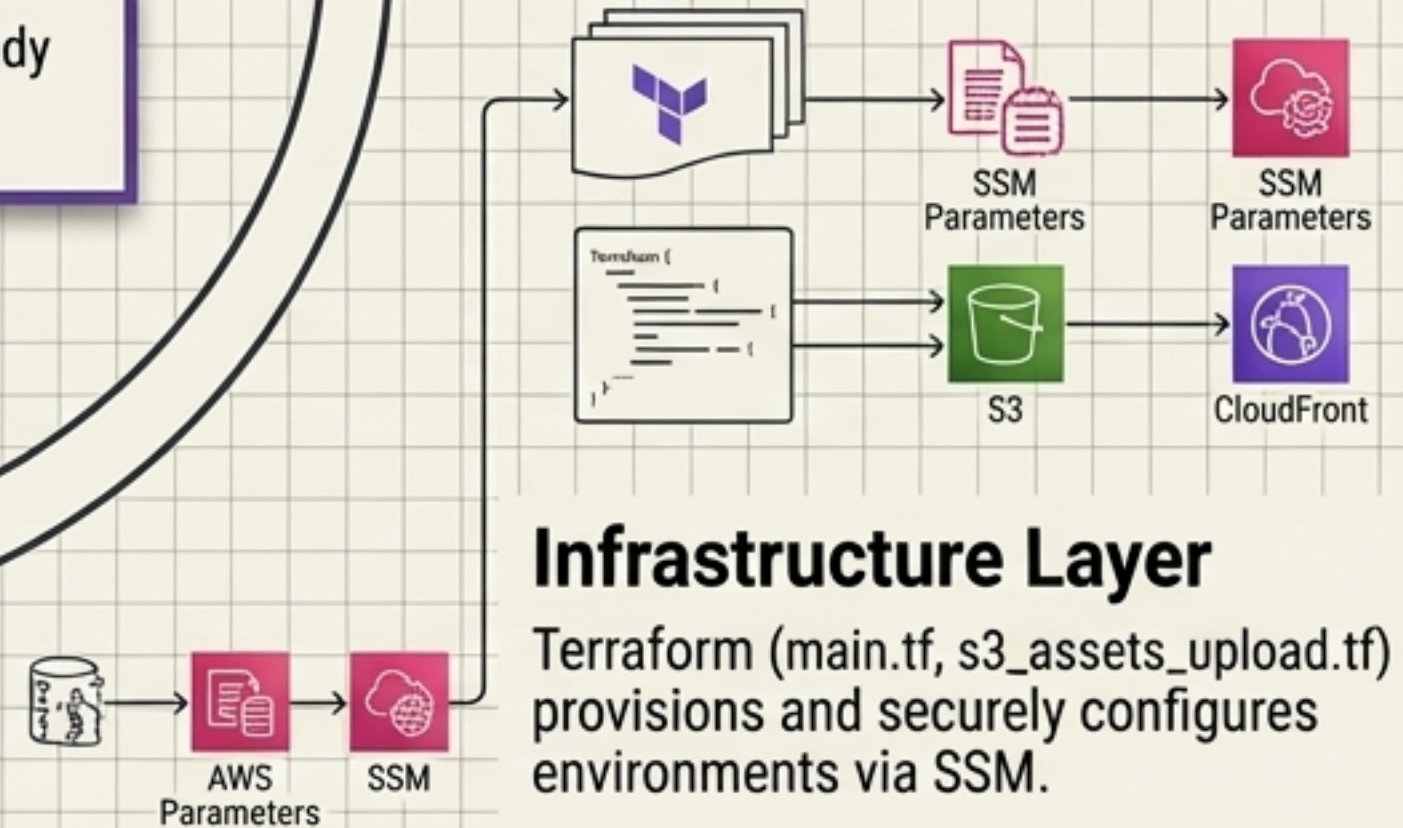 dy
SSM
Parameters
SSM
Parameters
S3
CloudFront
Infrastructure Layer
Terraform (main.tf, s3_assets_upload.tf)
provisions and securely configures
environments via SSM.
AWS
Parameters
SSM